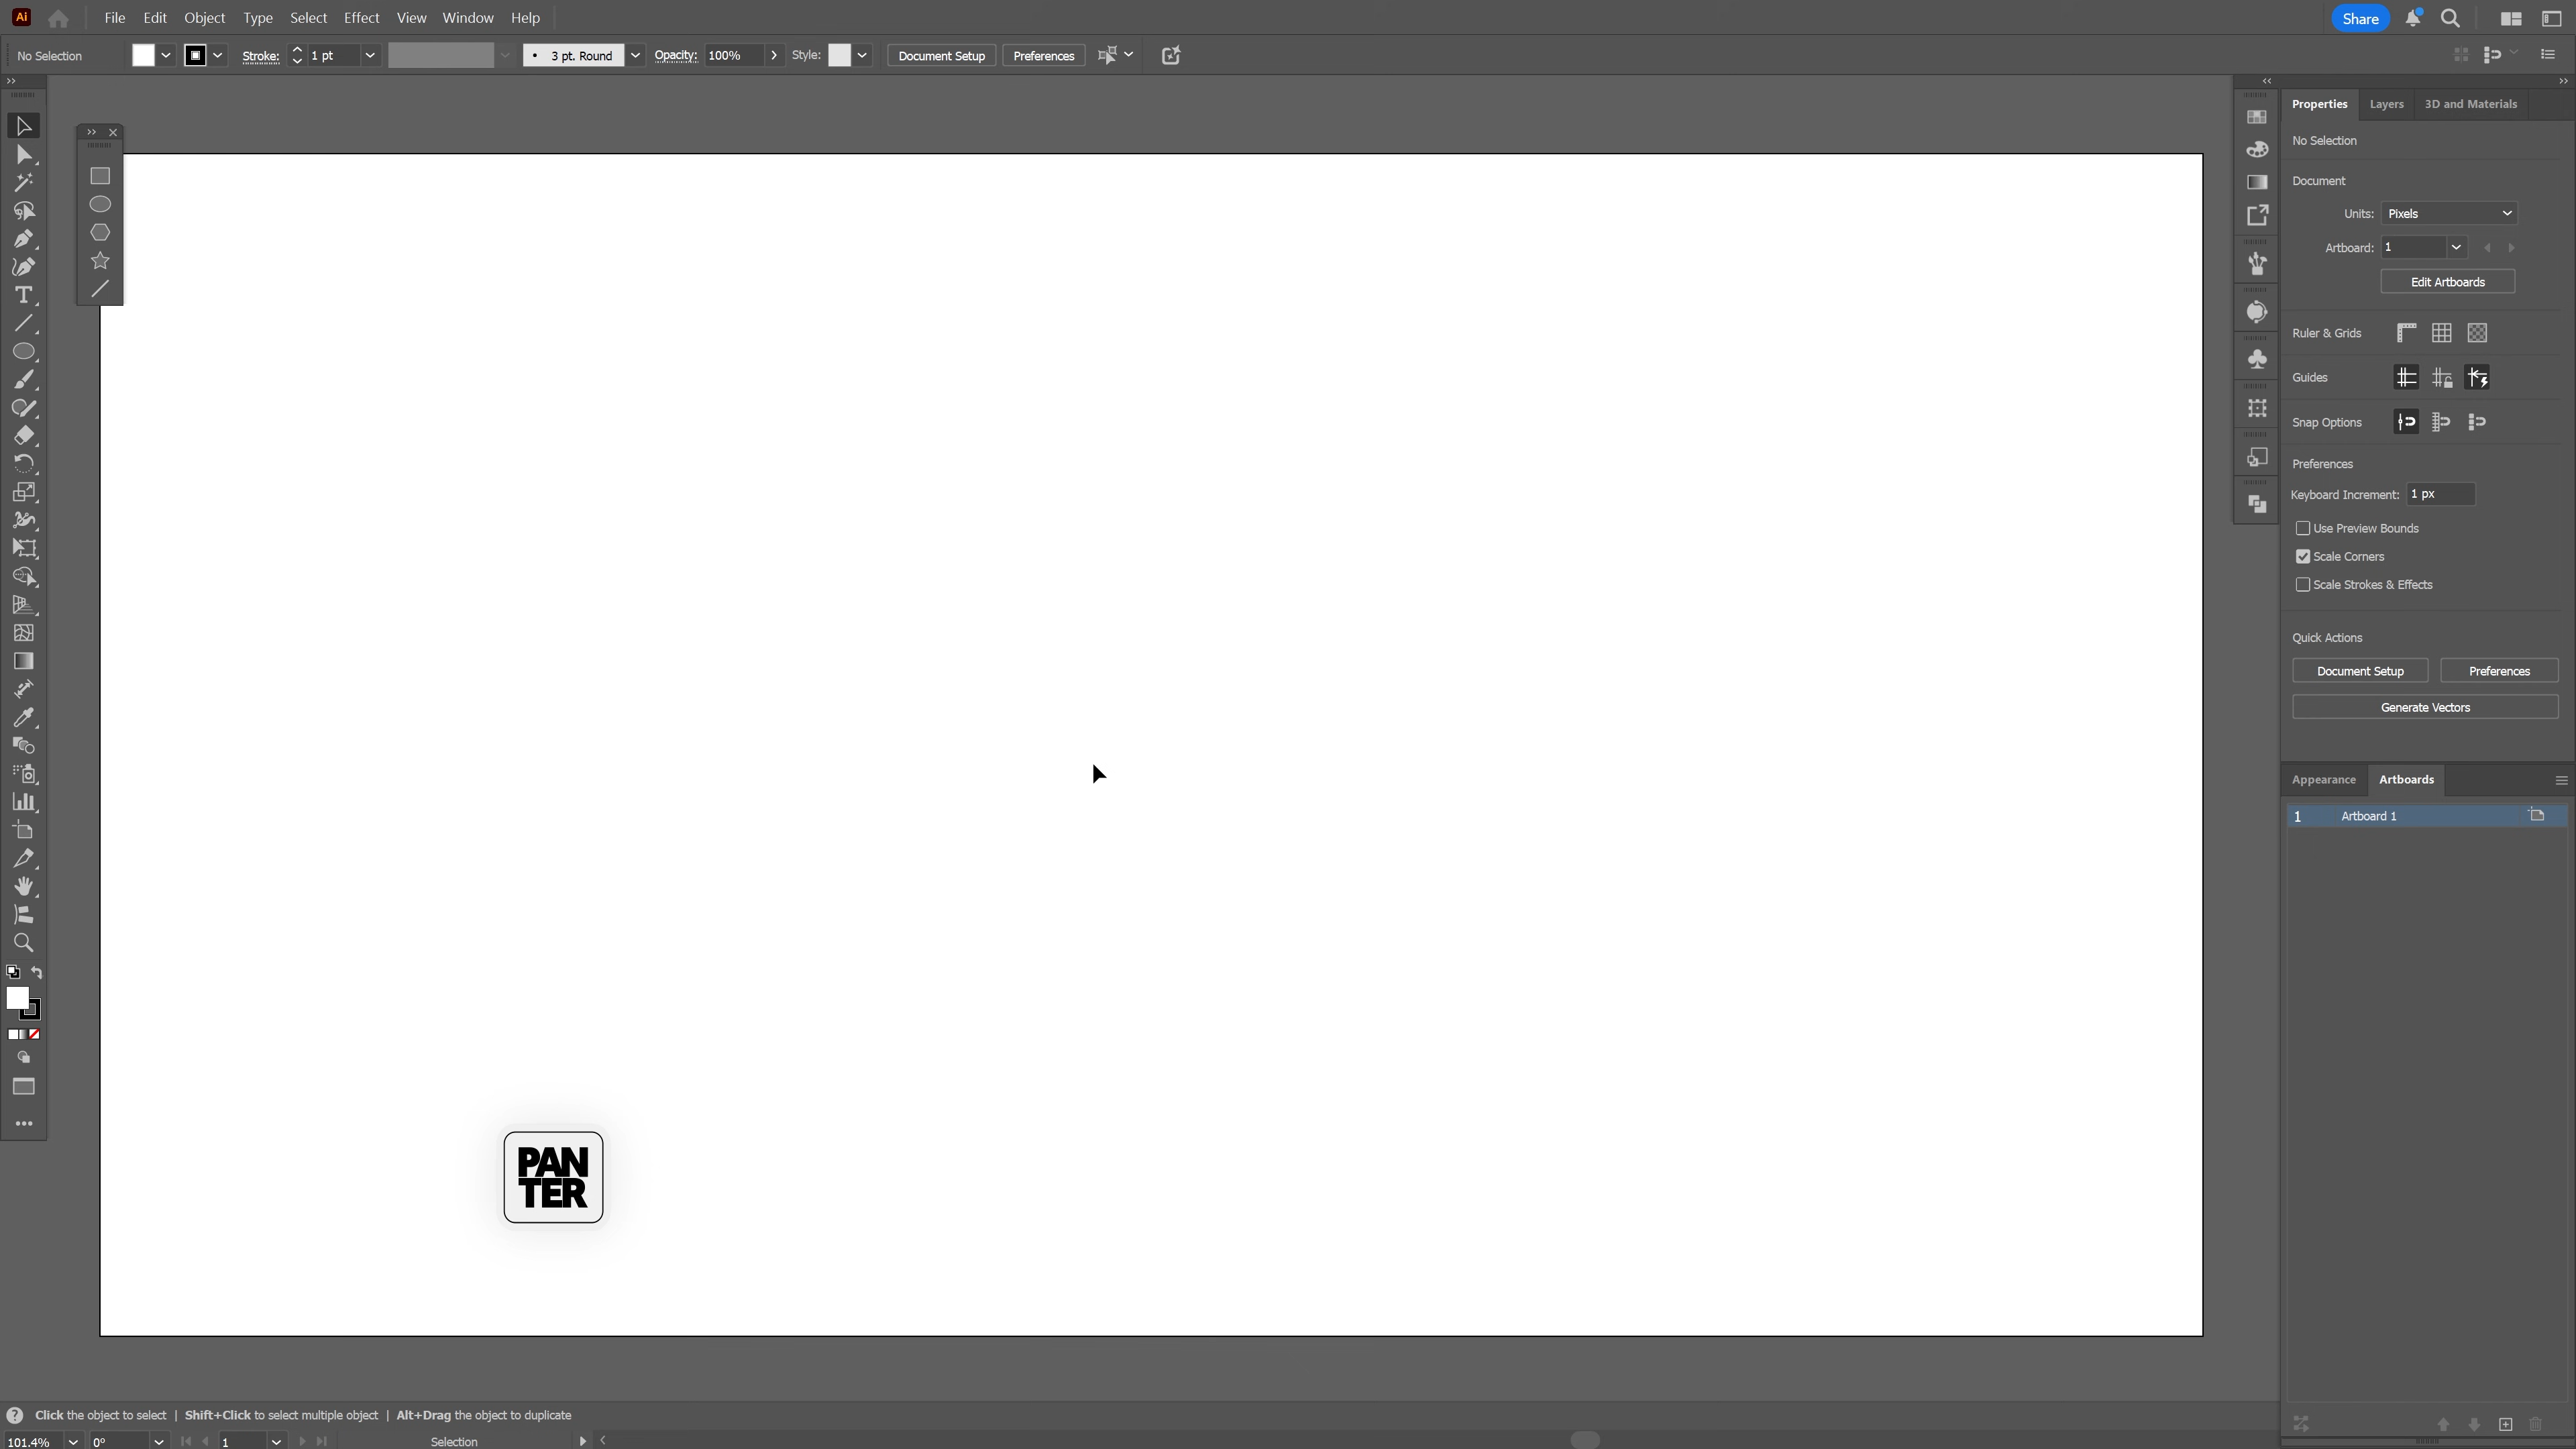 Ai File Edit Object Type Select Effect View Window Help Share
No Selection Stroke: 1 pt 3 pt. Round Opacity: 100% Style: Document Setup Preferences
Properties Layers 3D and Materials
No Selection
Document
Units: Pixels
Artboard: 1
Edit Artboards
Ruler & Grids
Guides
Snap Options
Preferences
Keyboard Increment: 1 px
Use Preview Bounds
Scale Corners
Scale Strokes & Effects
Quick Actions
Document Setup Preferences
Generate Vectors
Appearance Artboards
1 Artboard 1
PAN
TER
Click the object to select | Shift+Click to select multiple object | Alt+Drag the object to duplicate
101.4% 0° 1 Selection